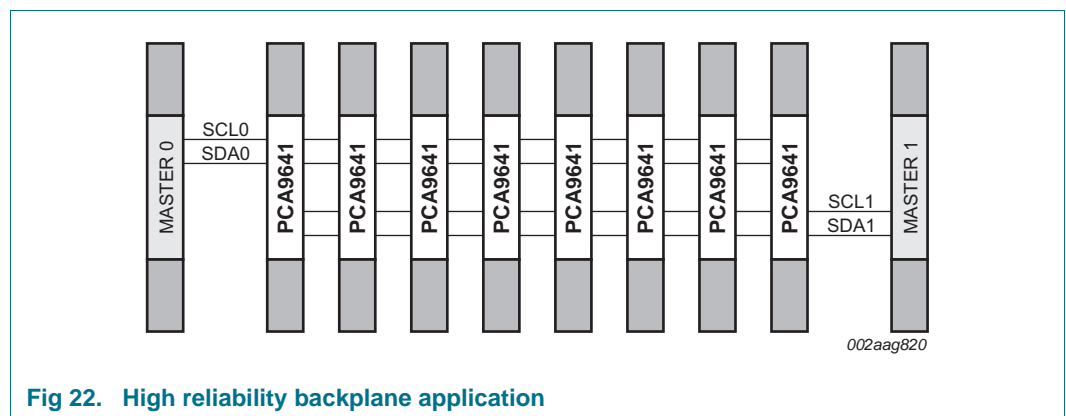 MASTER 0
SCL0
SDA0
PCA9641
PCA9641
PCA9641
PCA9641
PCA9641
PCA9641
PCA9641
PCA9641
SCL1
SDA1
MASTER 1
002aag820
Fig 22. High reliability backplane application